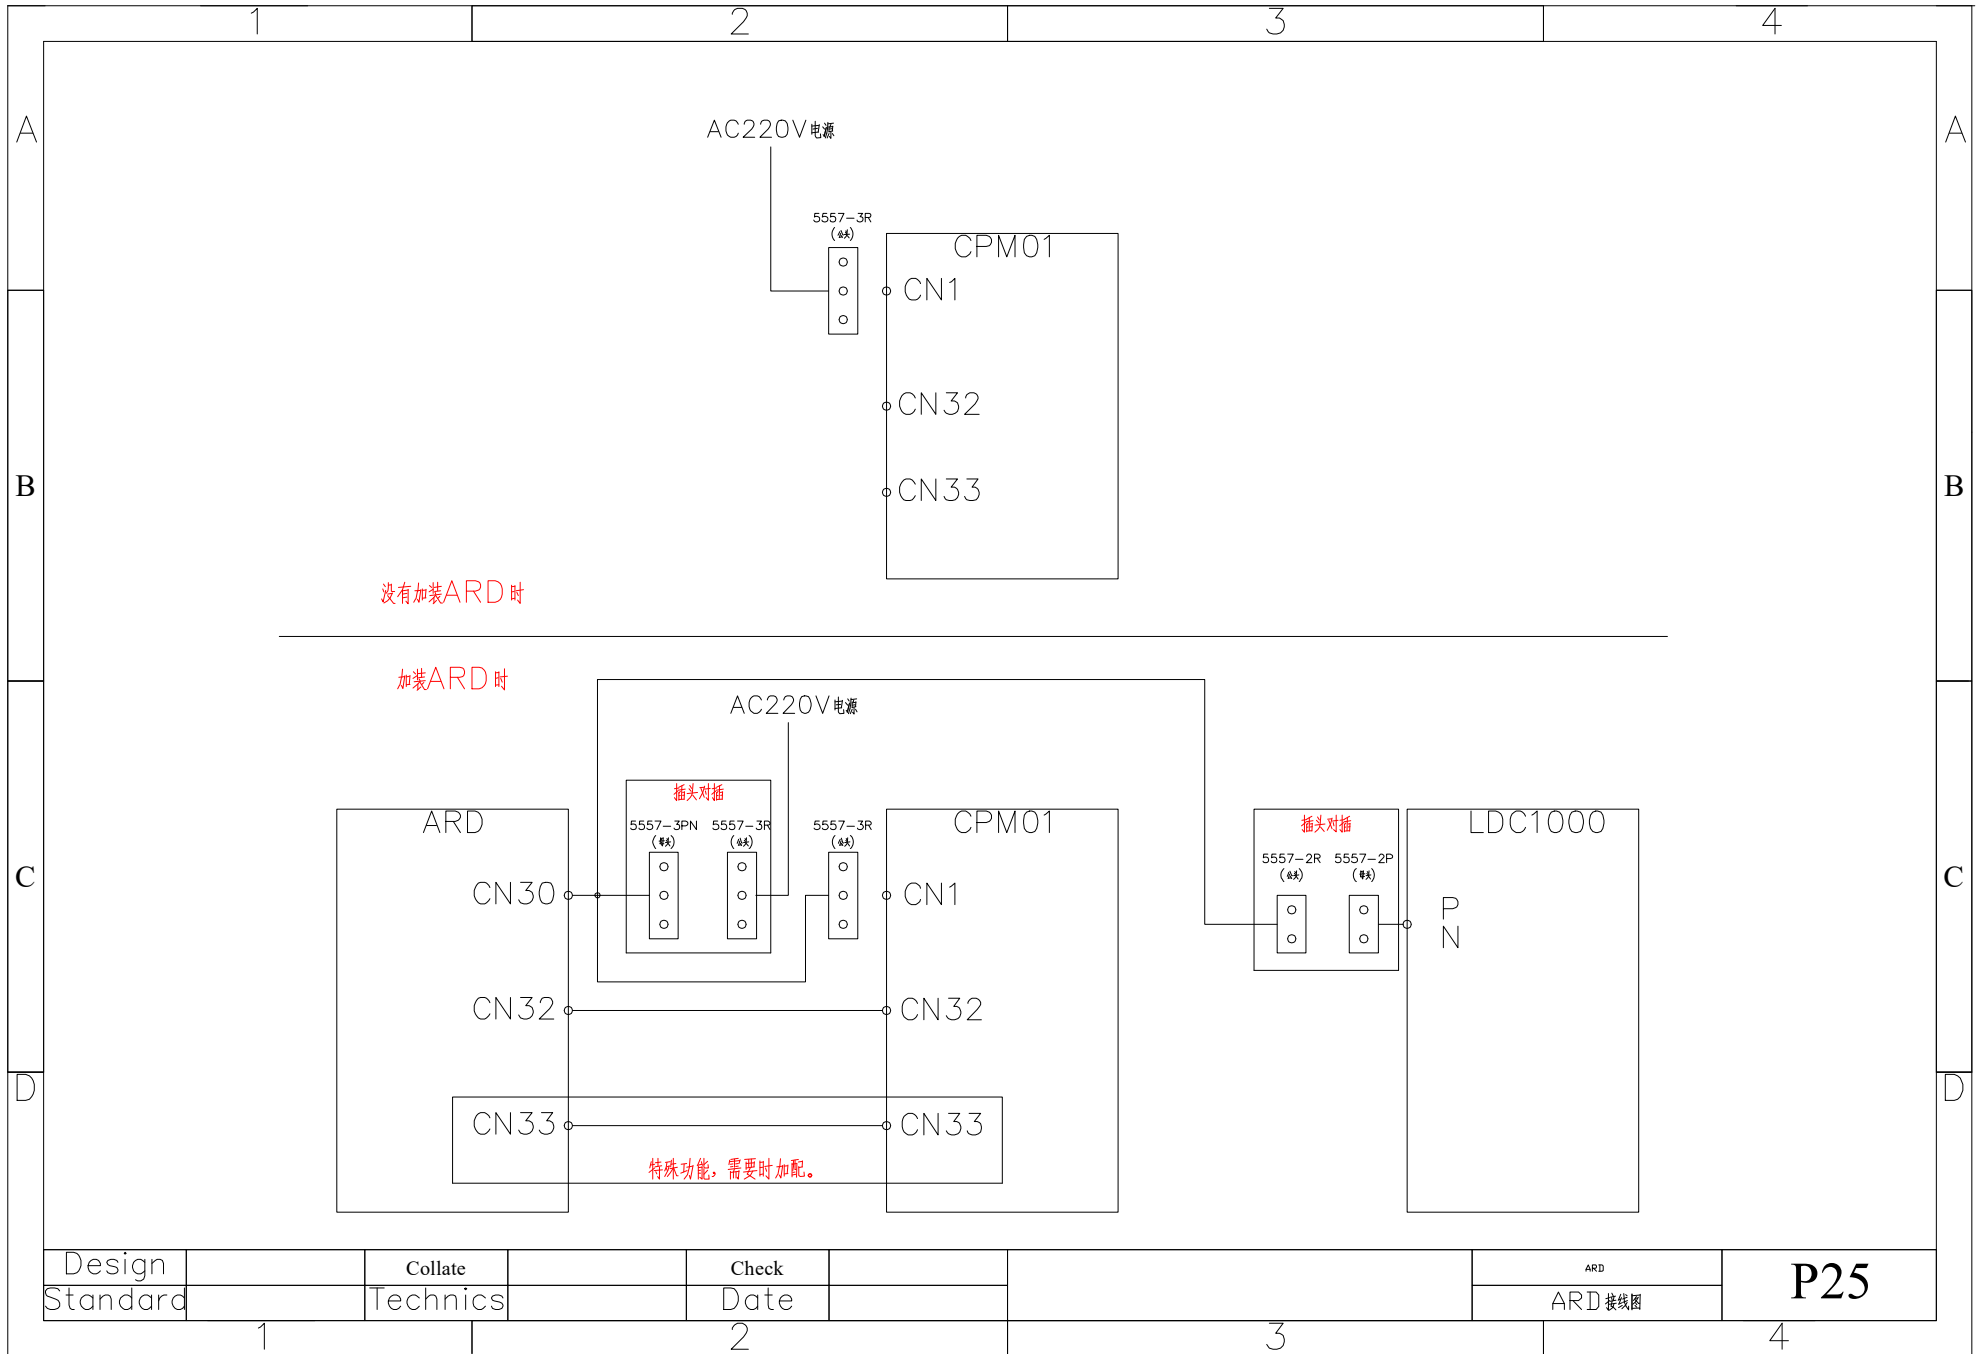 1 2 3 4
A A
AC220V电源
5557-3R
(公头)
CPM01
CN1
CN32
B B
CN33
没有加装ARD时
加装ARD时
AC220V电源
插头对插
ARD
5557-3PN 5557-3R 5557-3R
(母头) (公头) (公头)
CPM01
插头对插
LDC1000
5557-2R 5557-2P
(公头) (母头)
C C
CN30
CN1
P
N
CN32 CN32
D D
CN33 CN33
特殊功能，需要时加配。
Design Collate Check ARD
P25
Standard Technics Date ARD接线图
1 2 3 4